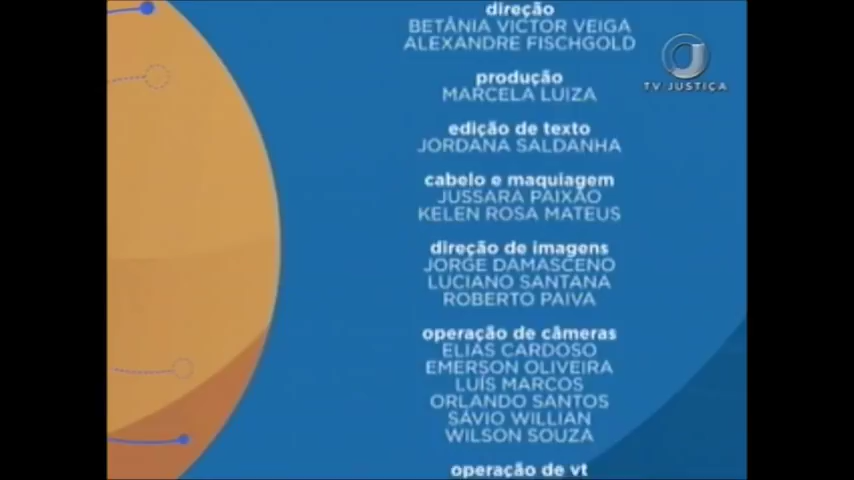 direção
BETÂNIA VICTOR VEIGA
ALEXANDRE FISCHGOLD
TV JUSTIÇA
produção
MARCELA LUIZA
edição de texto
JORDANA SALDANHA
cabelo e maquiagem
JUSSARA PAIXÃO
KELEN ROSA MATEUS
direção de imagens
JORGE DAMASCENO
LUCIANO SANTANA
ROBERTO PAIVA
operação de câmeras
ELIAS CARDOSO
EMERSON OLIVEIRA
LUÍS MARCOS
ORLANDO SANTOS
SÁVIO WILLIAN
WILSON SOUZA
operação de vt